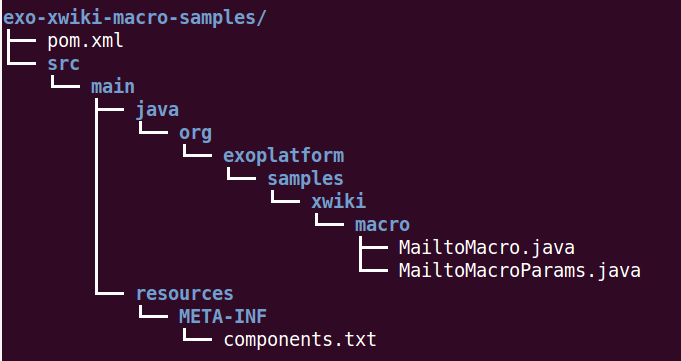 exo-xwiki-macro-samples/
pom.xml
src
main
java
org
exoplatform
samples
xwiki
macro
MailtoMacro.java
MailtoMacroParams.java
resources
META-INF
components.txt